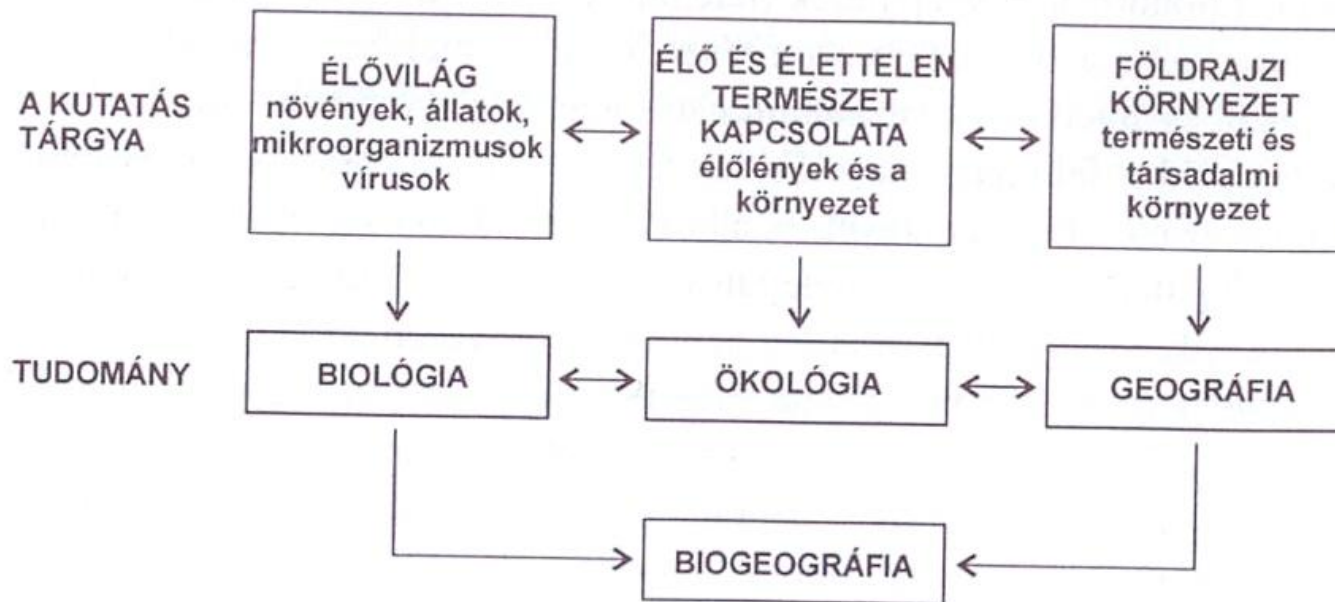 A KUTATÁS
TÁRGYA
ÉLŐVILÁG
növények, állatok,
mikroorganizmusok
vírusok
ÉLŐ ÉS ÉLETTELEN
TERMÉSZET
KAPCSOLATA
élőlények és a
környezet
FÖLDRAJZI
KÖRNYEZET
természeti és
társadalmi
környezet
TUDOMÁNY
BIOLÓGIA
ÖKOLÓGIA
GEOGRÁFIA
BIOGEOGRÁFIA